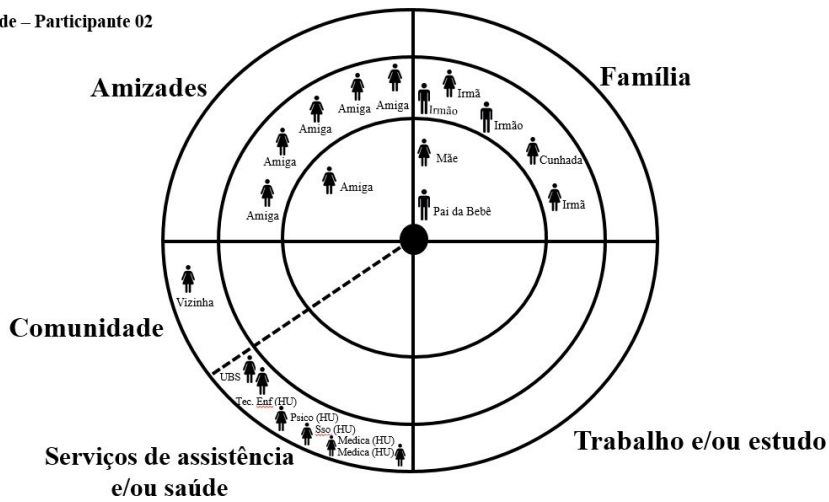 de – Participante 02
Amizades
Família
Amiga
Amiga
Amiga
Amiga
Amiga
Amiga
Irmão
Irmã
Irmão
Cunhada
Irmã
Mãe
Pai da Bebê
Vizinha
Comunidade
UBS
Tec. Enf (HU)
Psico (HU)
Sso (HU)
Medica (HU)
Medica (HU)
Serviços de assistência
e/ou saúde
Trabalho e/ou estudo